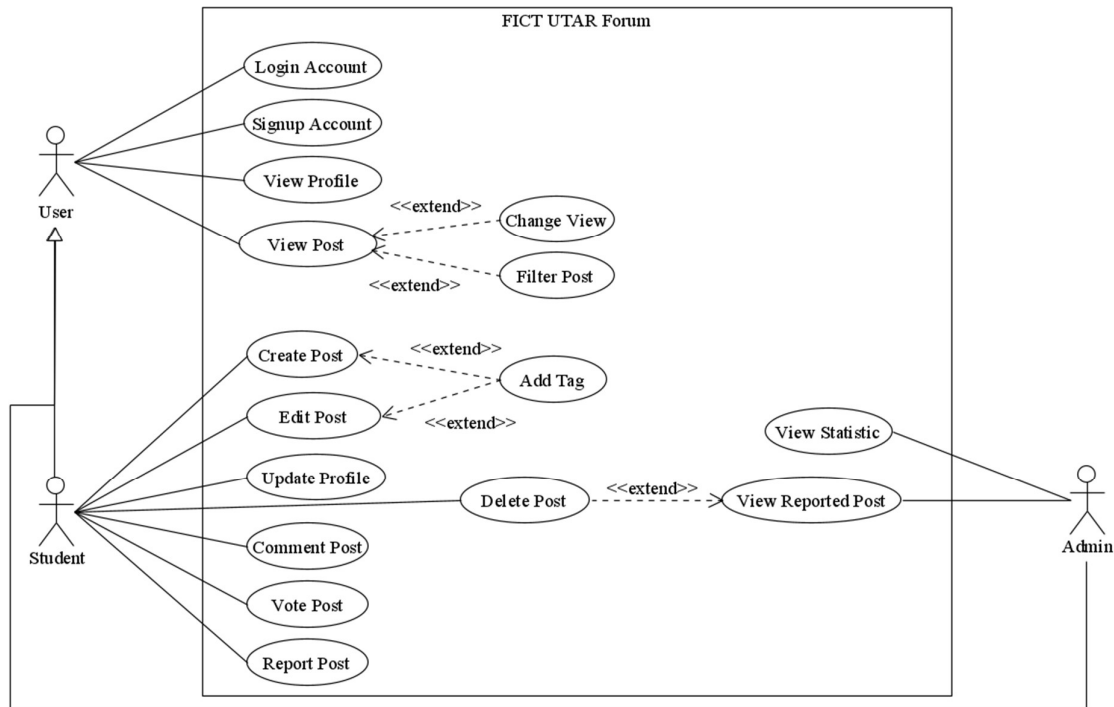 FICT UTAR Forum
Login Account
Signup Account
View Profile
User
View Post
<<extend>>
Change View
<<extend>>
Filter Post
Create Post
<<extend>>
Add Tag
Edit Post
<<extend>>
View Statistic
Update Profile
Delete Post
<<extend>>
View Reported Post
Student
Comment Post
Admin
Vote Post
Report Post